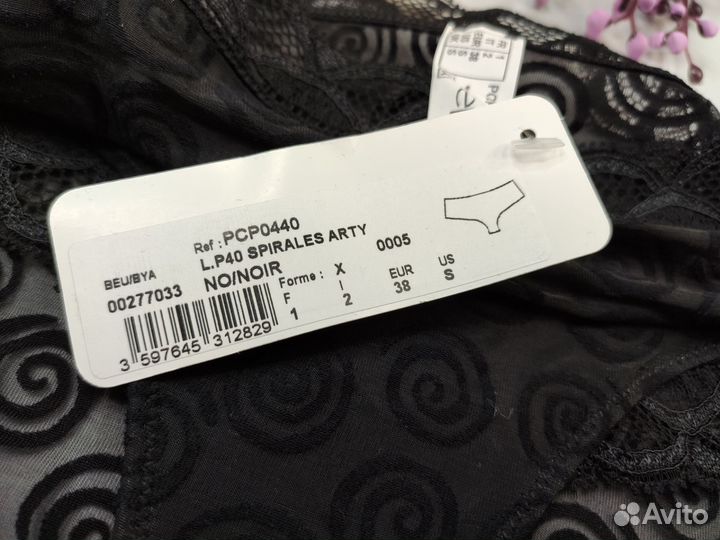 Ref : PCP0440
L.P40 SPIRALES ARTY
BEU/BYA NO/NOIR 0005
00277033 Forme : X
F I EUR US
1 2 38 S
3 597645 312829
Avito